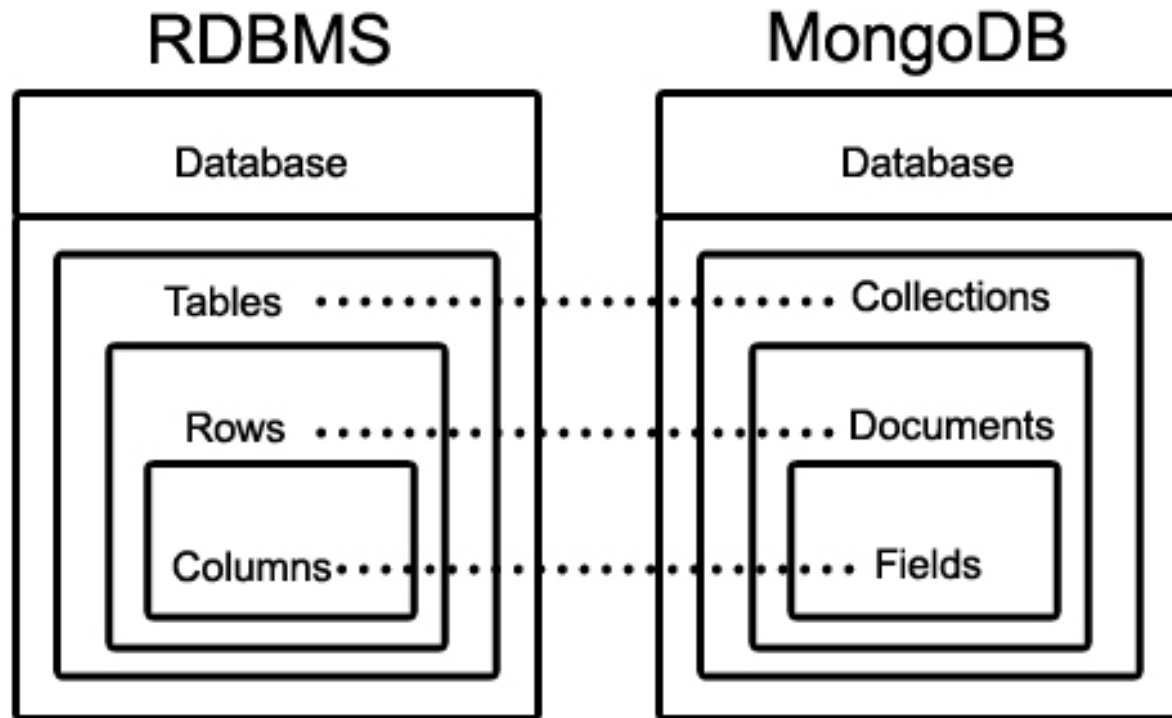 RDBMS MongoDB
Database Database
Tables Collections
Rows Documents
Columns Fields